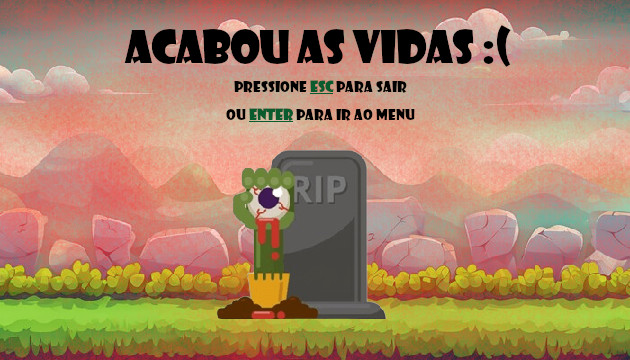 ACABOU AS VIDAS :(
PRESSIONE ESC PARA SAIR
OU ENTER PARA IR AO MENU
RIP